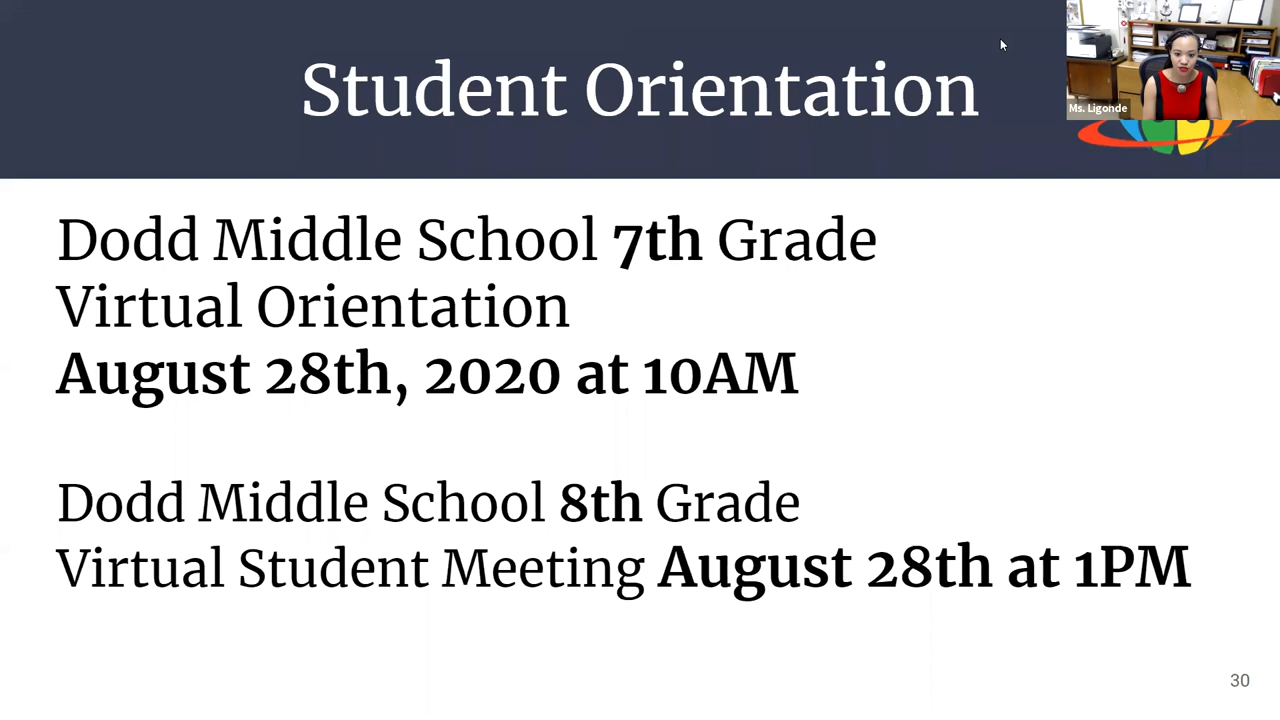 Student Orientation
Ms. Ligonde
Dodd Middle School 7th Grade
Virtual Orientation
August 28th, 2020 at 10AM
Dodd Middle School 8th Grade
Virtual Student Meeting August 28th at 1PM
30